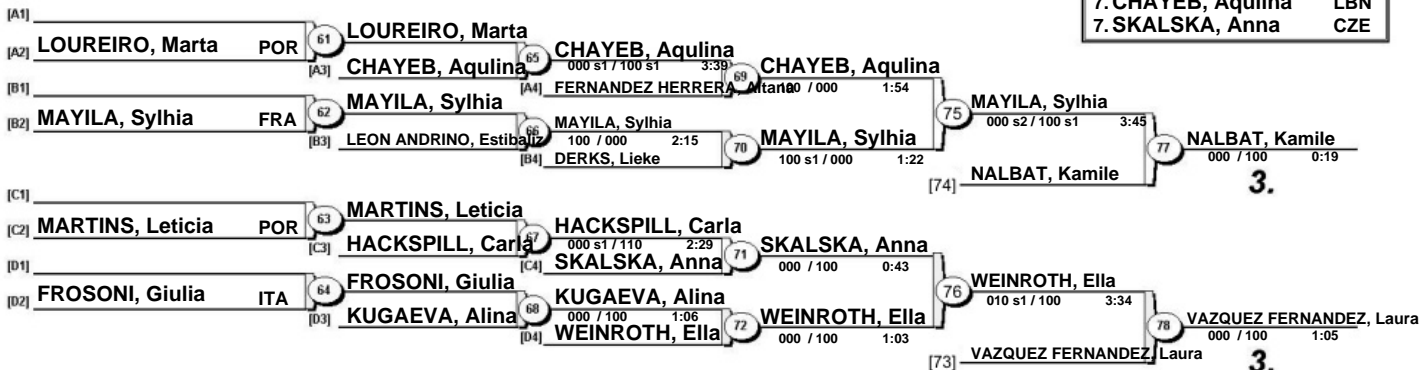 7. CHAYEB, Aqulina LBN
7. SKALSKA, Anna CZE
[A1]
[A2] LOUREIRO, Marta POR
61 LOUREIRO, Marta
[A3] CHAYEB, Aqulina
65 CHAYEB, Aqulina
000 s1 / 100 s1 3:39
[A4] FERNANDEZ HERRERA, Aitana
69 CHAYEB, Aqulina
100 / 000 1:54
[B1]
[B2] MAYILA, Sylhia FRA
62 MAYILA, Sylhia
[B3] LEON ANDRINO, Estibaliz
66 MAYILA, Sylhia
100 / 000 2:15
[B4] DERKS, Lieke
70 MAYILA, Sylhia
100 s1 / 000 1:22
75 MAYILA, Sylhia
000 s2 / 100 s1 3:45
[74] NALBAT, Kamile
77 NALBAT, Kamile
000 / 100 0:19
3.
[C1]
[C2] MARTINS, Leticia POR
63 MARTINS, Leticia
[C3] HACKSPILL, Carla
67 HACKSPILL, Carla
000 s1 / 110 2:29
[C4] SKALSKA, Anna
71 SKALSKA, Anna
000 / 100 0:43
[D1]
[D2] FROSONI, Giulia ITA
64 FROSONI, Giulia
[D3] KUGAEVA, Alina
68 KUGAEVA, Alina
000 / 100 1:06
[D4] WEINROTH, Ella
72 WEINROTH, Ella
000 / 100 1:03
76 WEINROTH, Ella
010 s1 / 100 3:34
[73] VAZQUEZ FERNANDEZ, Laura
78 VAZQUEZ FERNANDEZ, Laura
000 / 100 1:05
3.